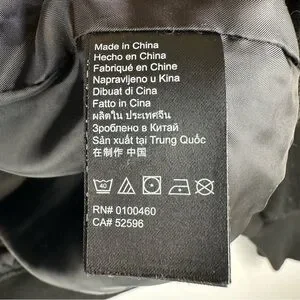 Made in China
Hecho en China
Fabriqué en Chine
Napravljeno u Kina
Dibuat di Cina
Fatto in Cina
ผลิตใน ประเทศจีน
Зроблено в Китай
Sản xuất tại Trung Quốc
在制作 中国
40
RN# 0100460
CA# 52596